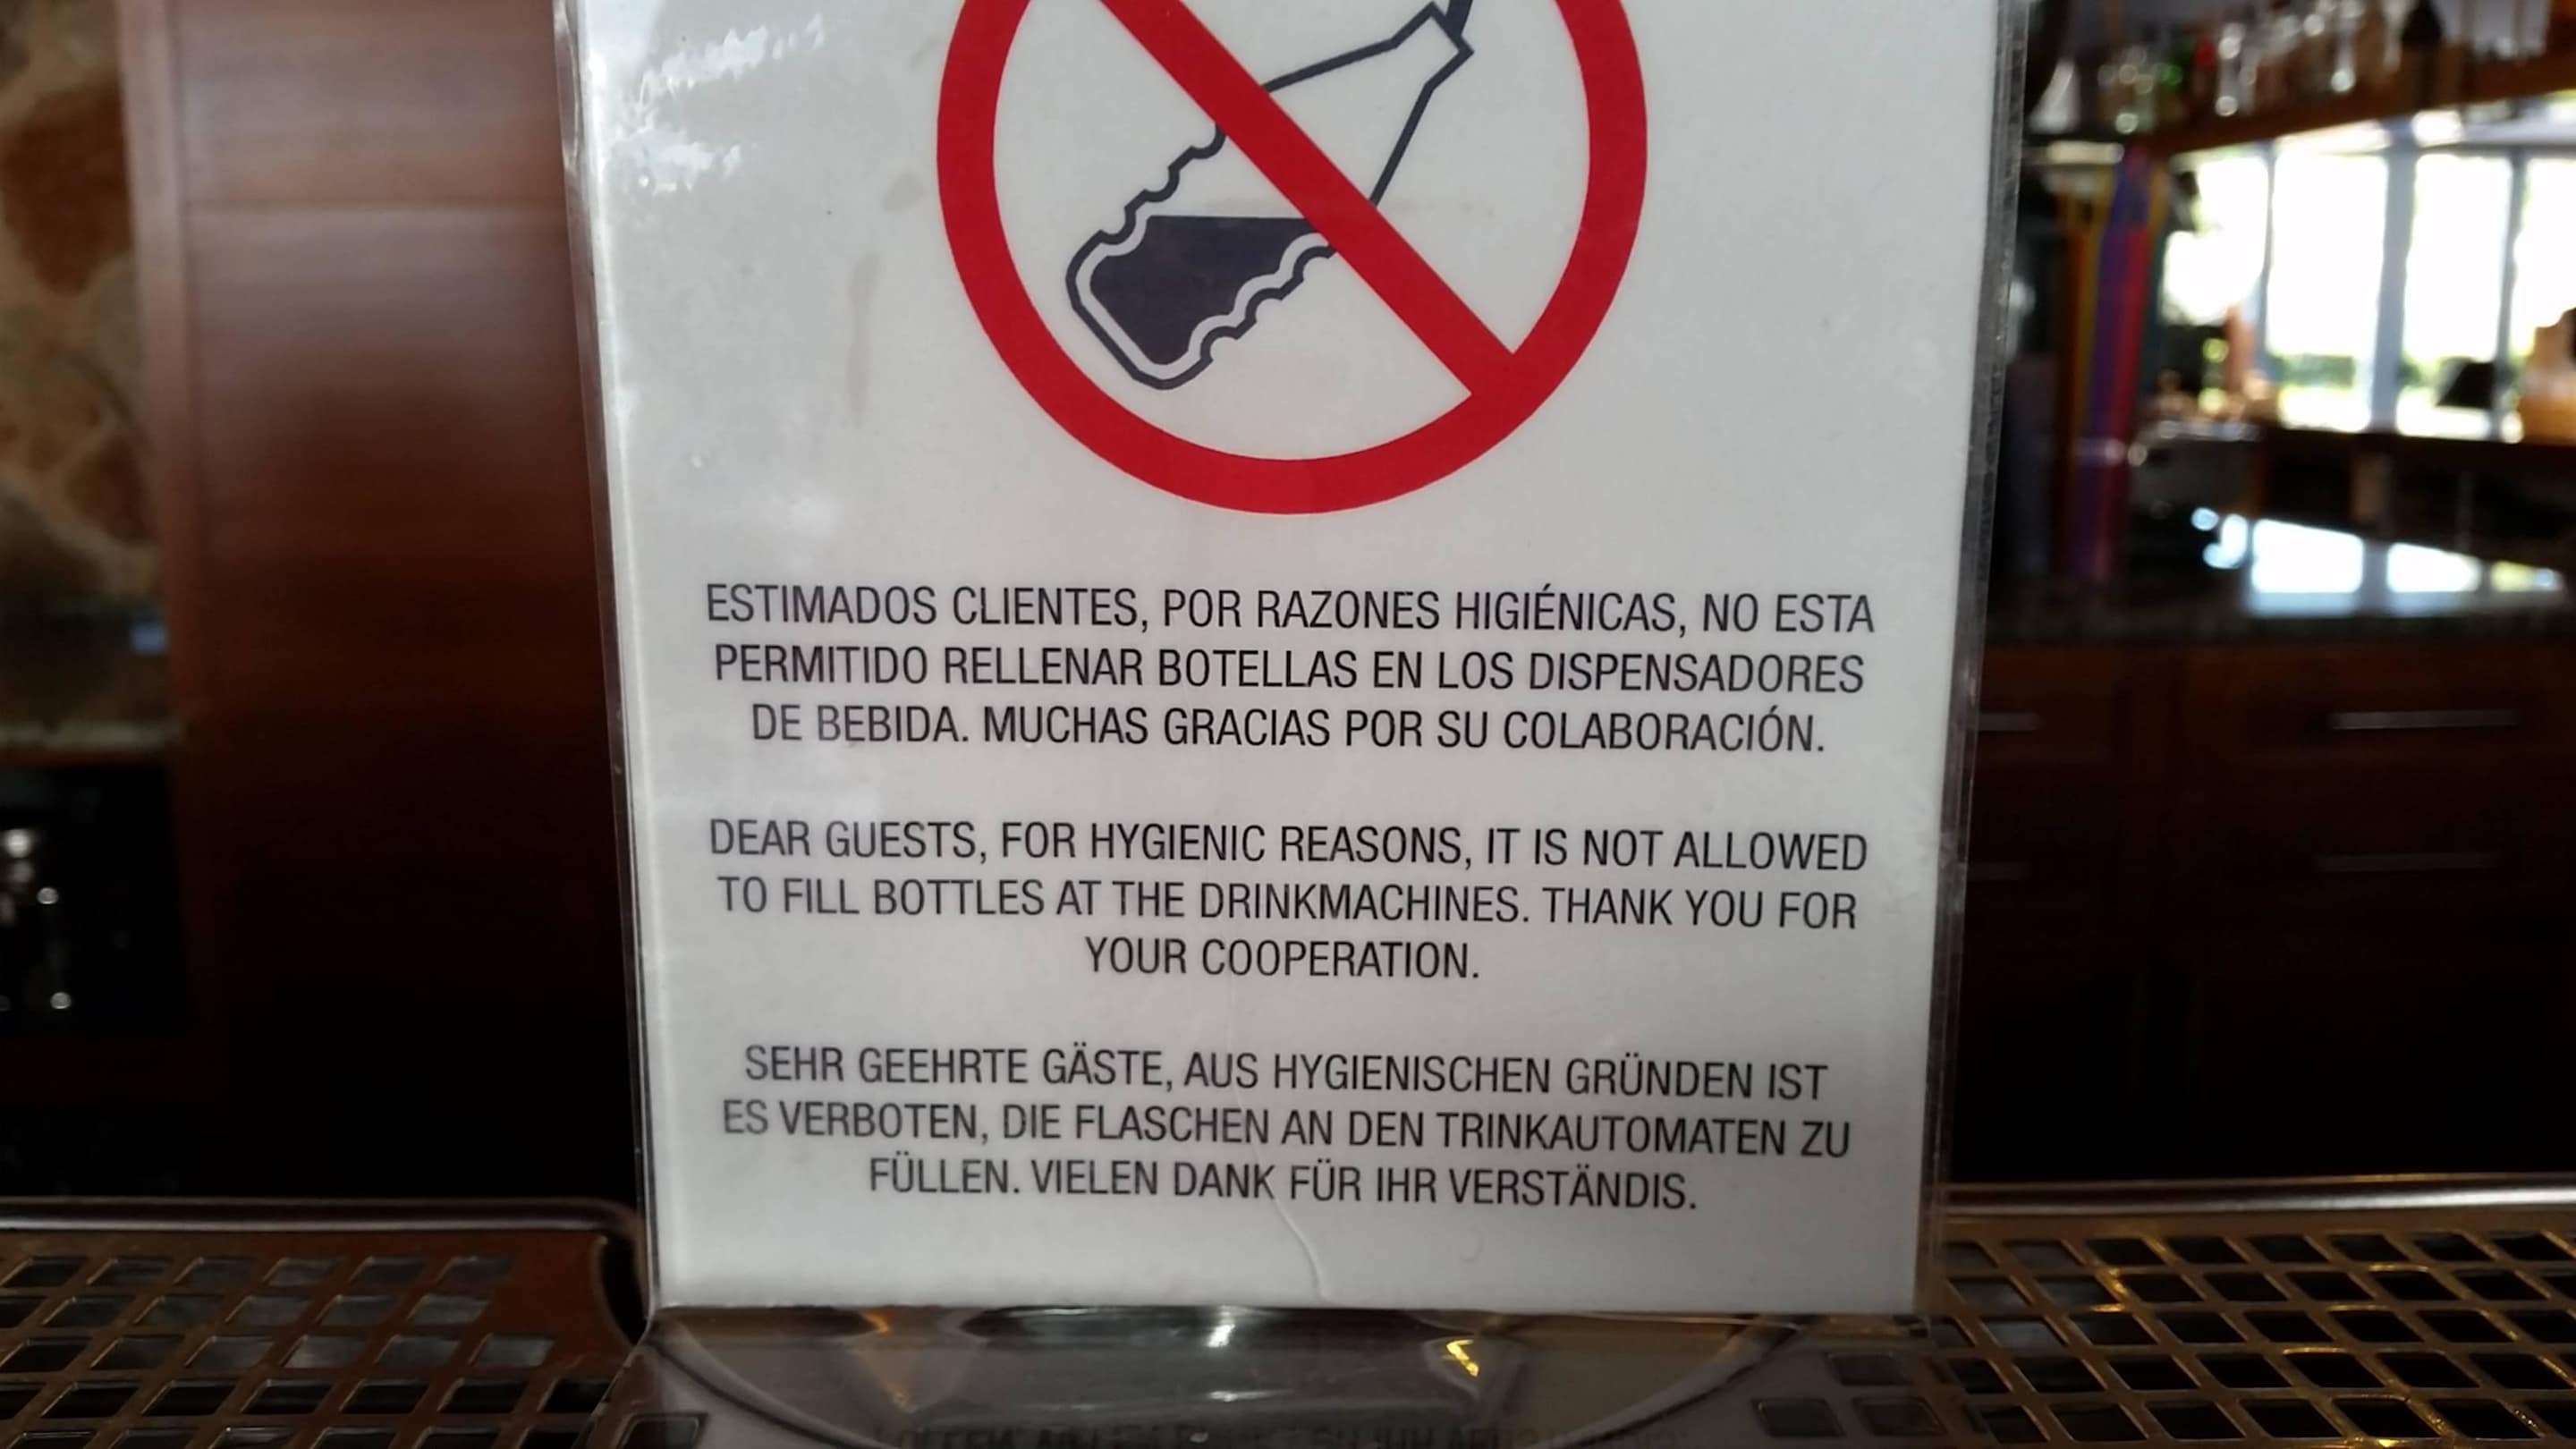 ESTIMADOS CLIENTES, POR RAZONES HIGIÉNICAS, NO ESTA
PERMITIDO RELLENAR BOTELLAS EN LOS DISPENSADORES
DE BEBIDA. MUCHAS GRACIAS POR SU COLABORACIÓN.
DEAR GUESTS, FOR HYGIENIC REASONS, IT IS NOT ALLOWED
TO FILL BOTTLES AT THE DRINKMACHINES. THANK YOU FOR
YOUR COOPERATION.
SEHR GEEHRTE GÄSTE, AUS HYGIENISCHEN GRÜNDEN IST
ES VERBOTEN, DIE FLASCHEN AN DEN TRINKAUTOMATEN ZU
FÜLLEN. VIELEN DANK FÜR IHR VERSTÄNDIS.